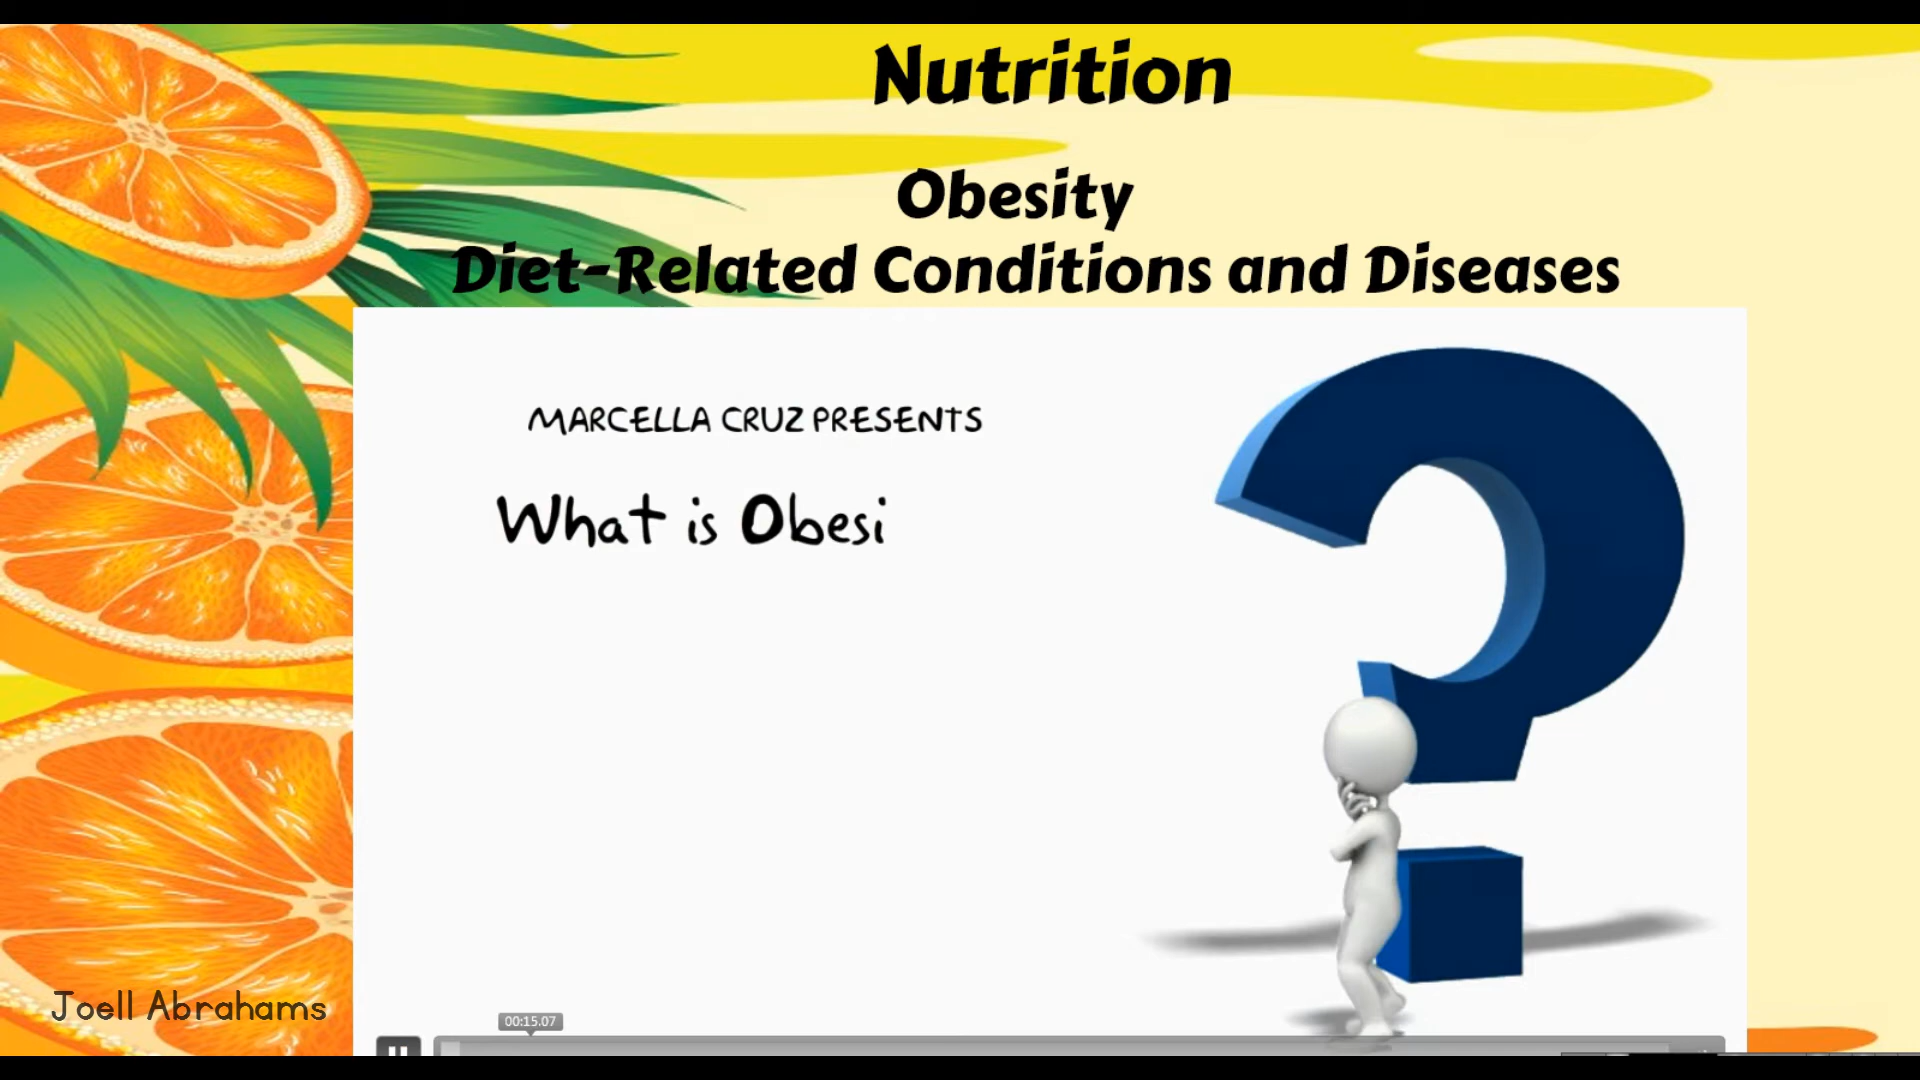 Nutrition
Obesity
Diet-Related Conditions and Diseases
MARCELLA CRUZ PRESENTS
What is Obesi
Joell Abrahams
00:15.07